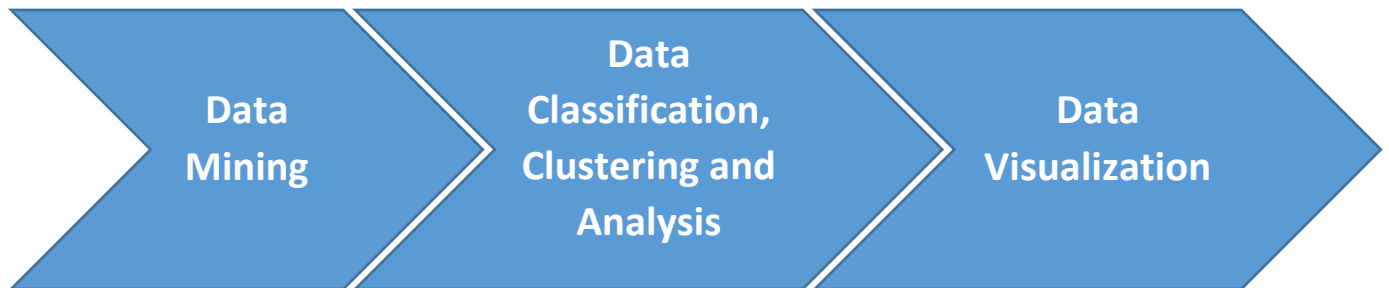 Data
Mining
Data
Classification,
Clustering and
Analysis
Data
Visualization